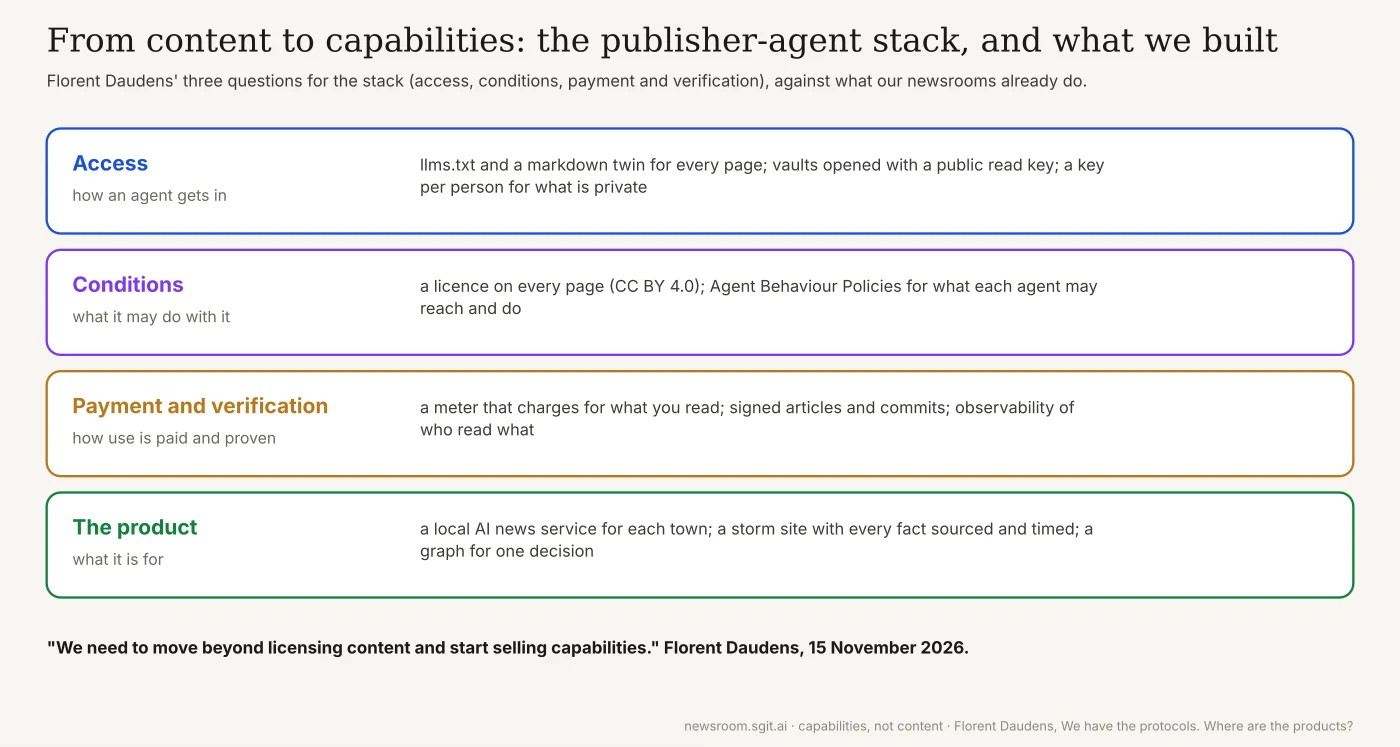 From content to capabilities: the publisher-agent stack, and what we built
Florent Daudens' three questions for the stack (access, conditions, payment and verification), against what our newsrooms already do.
Access
how an agent gets in
llms.txt and a markdown twin for every page; vaults opened with a public read key; a key
per person for what is private
Conditions
what it may do with it
a licence on every page (CC BY 4.0); Agent Behaviour Policies for what each agent may
reach and do
Payment and verification
how use is paid and proven
a meter that charges for what you read; signed articles and commits; observability of
who read what
The product
what it is for
a local AI news service for each town; a storm site with every fact sourced and timed; a
graph for one decision
"We need to move beyond licensing content and start selling capabilities." Florent Daudens, 15 November 2026.
newsroom.sgit.ai · capabilities, not content · Florent Daudens, We have the protocols. Where are the products?